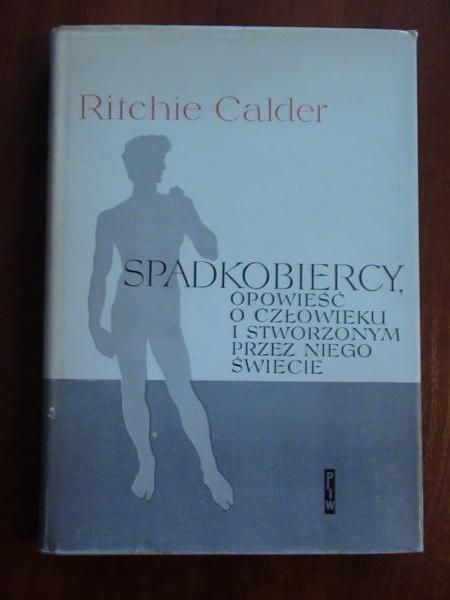 Ritchie Calder
SPADKOBIERCY,
OPOWIEŚĆ
O CZŁOWIEKU
I STWORZONYM
PRZEZ NIEGO
ŚWIECIE
PIW